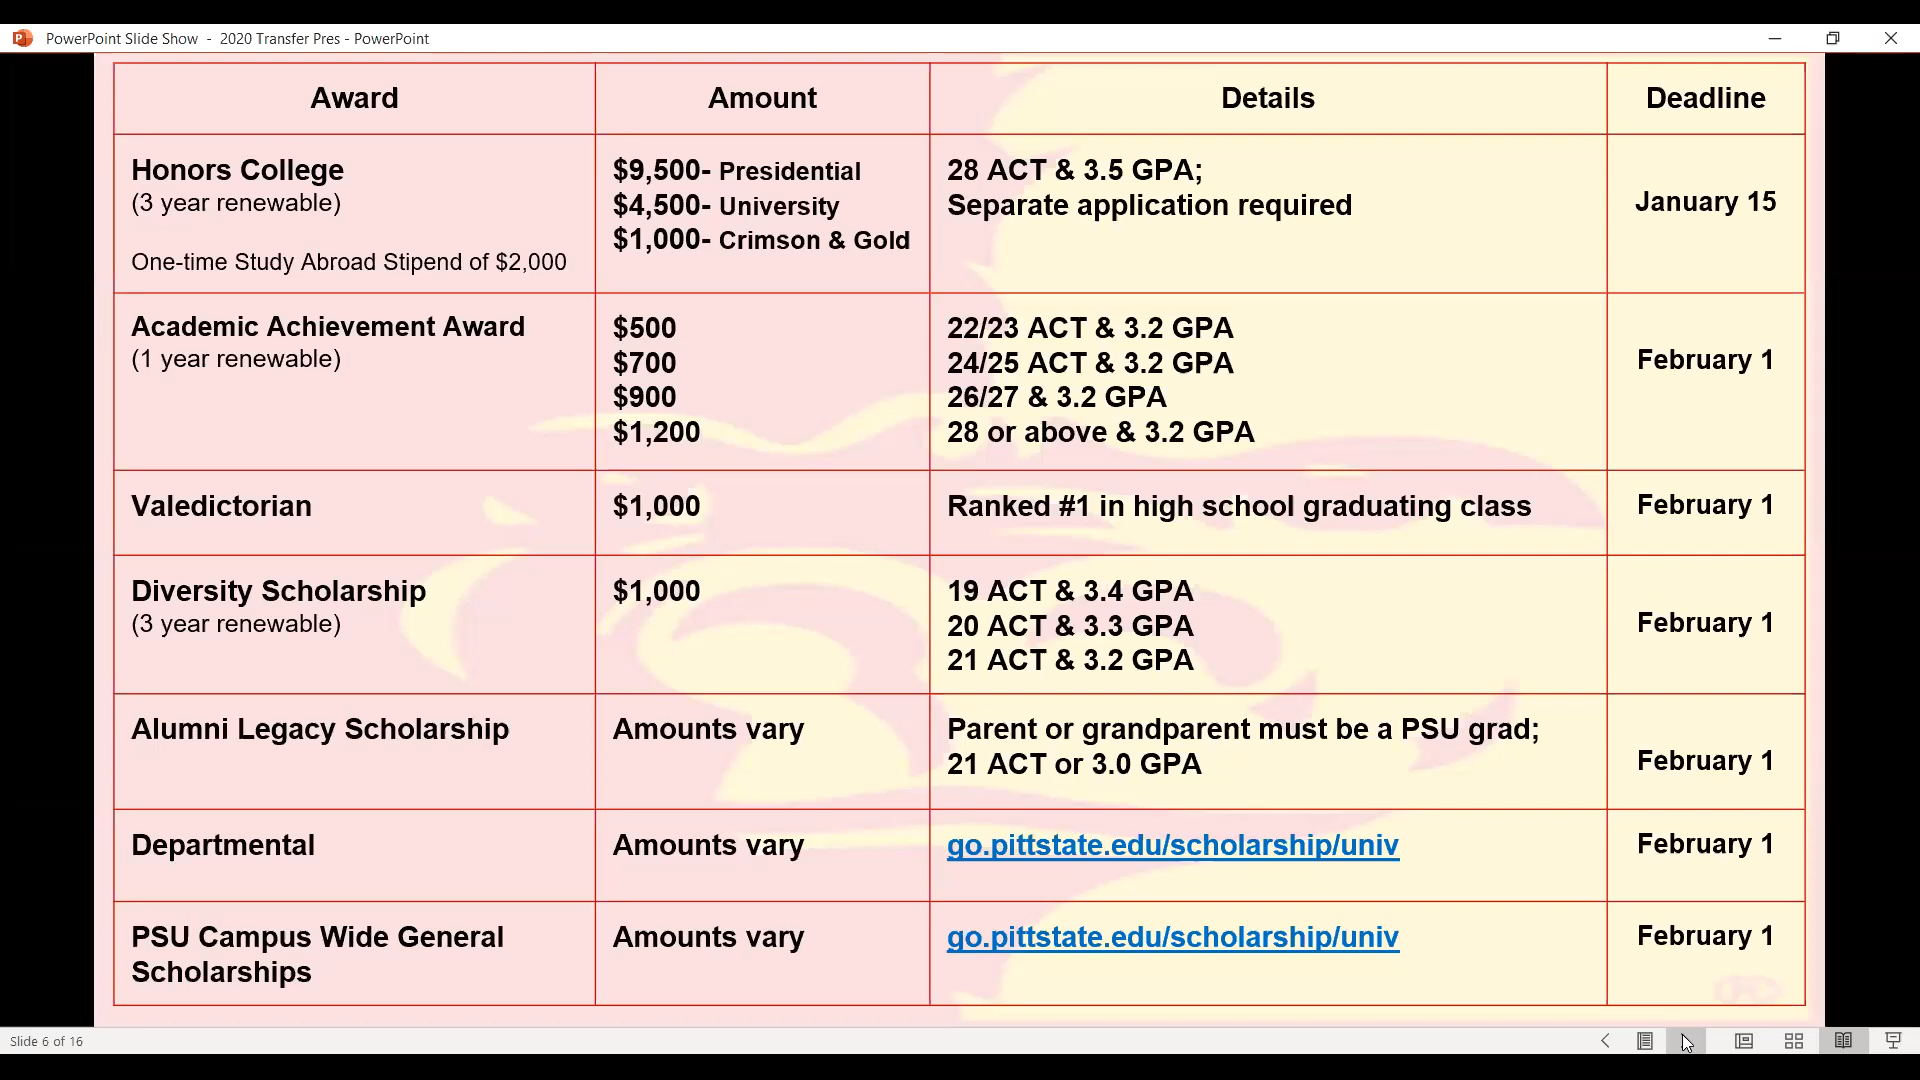 PowerPoint Slide Show - 2020 Transfer Pres - PowerPoint
Award
Amount
Details
Deadline
Honors College
(3 year renewable)
One-time Study Abroad Stipend of $2,000
$9,500- Presidential
$4,500- University
$1,000- Crimson & Gold
28 ACT & 3.5 GPA;
Separate application required
January 15
Academic Achievement Award
(1 year renewable)
$500
$700
$900
$1,200
22/23 ACT & 3.2 GPA
24/25 ACT & 3.2 GPA
26/27 & 3.2 GPA
28 or above & 3.2 GPA
February 1
Valedictorian
$1,000
Ranked #1 in high school graduating class
February 1
Diversity Scholarship
(3 year renewable)
$1,000
19 ACT & 3.4 GPA
20 ACT & 3.3 GPA
21 ACT & 3.2 GPA
February 1
Alumni Legacy Scholarship
Amounts vary
Parent or grandparent must be a PSU grad;
21 ACT or 3.0 GPA
February 1
Departmental
Amounts vary
go.pittstate.edu/scholarship/univ
February 1
PSU Campus Wide General
Scholarships
Amounts vary
go.pittstate.edu/scholarship/univ
February 1
Slide 6 of 16